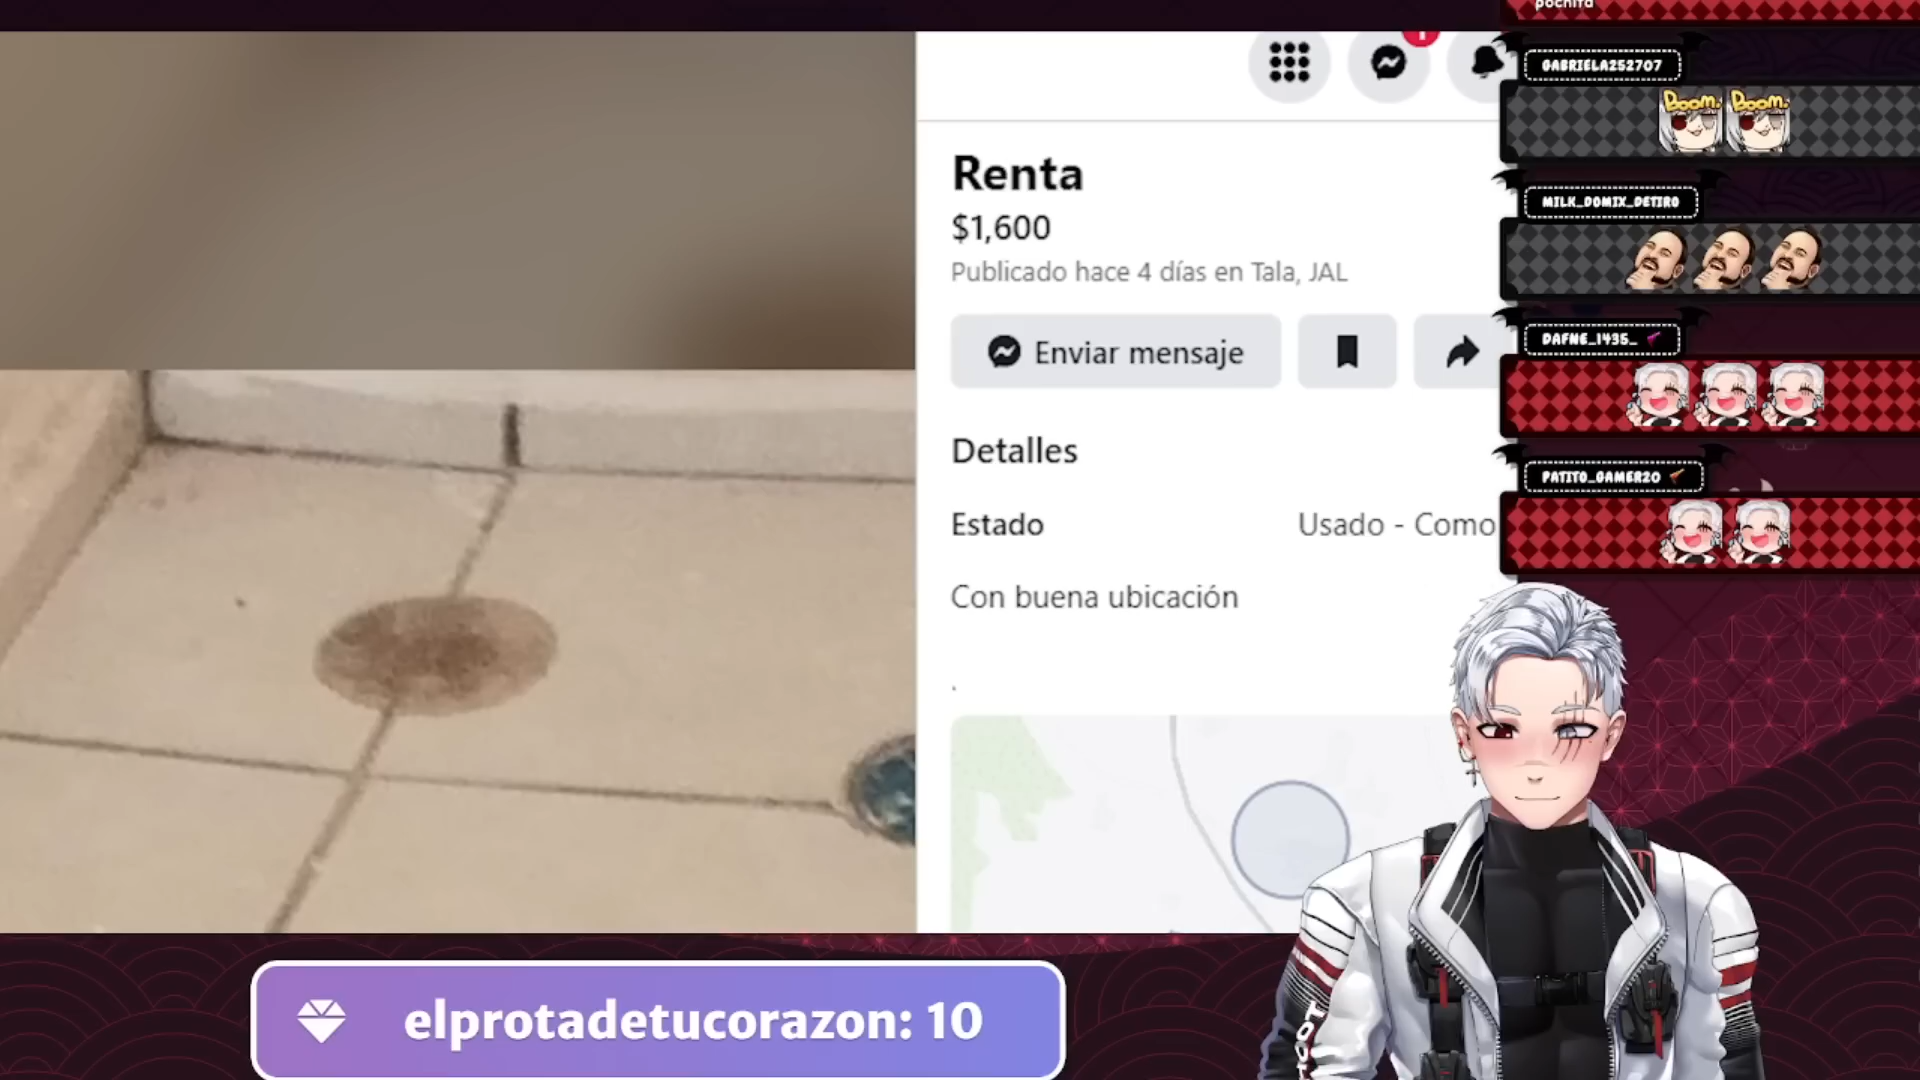 pochita
GABRIELA252707
BOOM. BOOM.
MILK_DOMIX_DETIRO
DAFNE_1435_
PATITO_GAMER20
Renta
$1,600
Publicado hace 4 días en Tala, JAL
Enviar mensaje
Detalles
Estado
Usado - Como
Con buena ubicación
.
elprotadetucorazon: 10